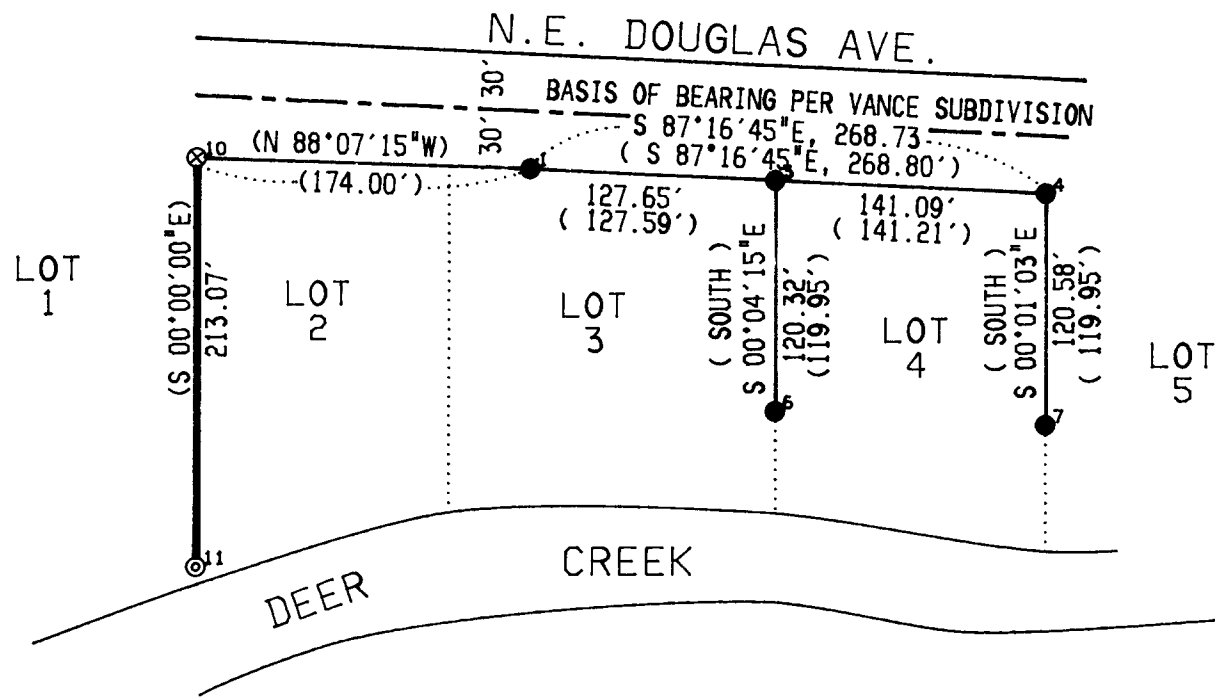 N.E. DOUGLAS AVE.
30'
30'
BASIS OF BEARING PER VANCE SUBDIVISION
S 87°16'45"E, 268.73
( S 87°16'45"E, 268.80')
10
(N 88°07'15"W)
(174.00')
1
127.65'
( 127.59')
141.09'
( 141.21')
4
(S 00°00'00"E)
213.07'
( SOUTH )
S 00°04'15"E
120.32'
(119.95')
( SOUTH )
S 00°01'03"E
120.58'
( 119.95')
LOT
1
LOT
2
LOT
3
LOT
4
LOT
5
6
7
11
DEER
CREEK